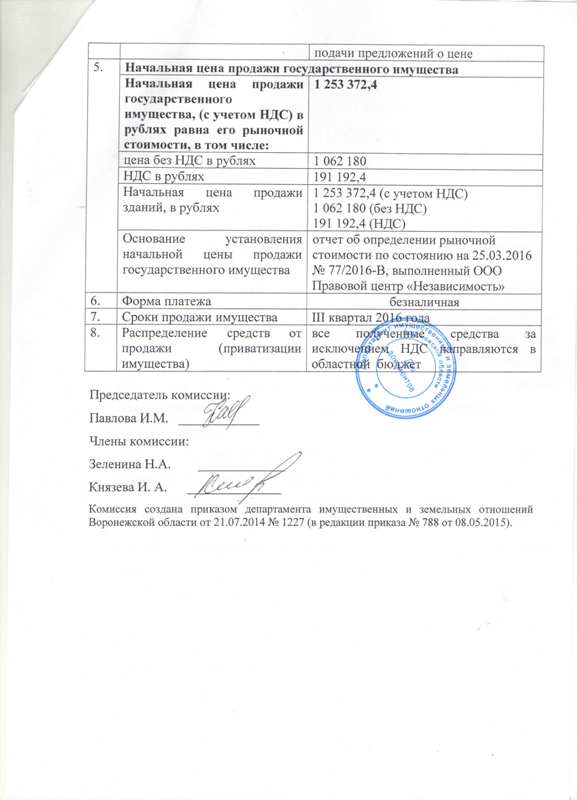 подачи предложений о цене
5. Начальная цена продажи государственного имущества
Начальная цена продажи
государственного
имущества, (с учетом НДС) в
рублях равна его рыночной
стоимости, в том числе:
1 253 372,4
цена без НДС в рублях 1 062 180
НДС в рублях 191 192,4
Начальная цена продажи
зданий, в рублях
1 253 372,4 (с учетом НДС)
1 062 180 (без НДС)
191 192,4 (НДС)
Основание установления
начальной цены продажи
государственного имущества
отчет об определении рыночной
стоимости по состоянию на 25.03.2016
№ 77/2016-В, выполненный ООО
Правовой центр «Независимость»
6. Форма платежа безналичная
7. Сроки продажи имущества III квартал 2016 года
8. Распределение средств от
продажи (приватизации
имущества)
все полученные средства за
исключением НДС направляются в
областной бюджет
Для
документов
Председатель комиссии:
Павлова И.М.
Члены комиссии:
Зеленина Н.А.
Князева И. А.
Комиссия создана приказом департамента имущественных и земельных отношений
Воронежской области от 21.07.2014 № 1227 (в редакции приказа № 788 от 08.05.2015).